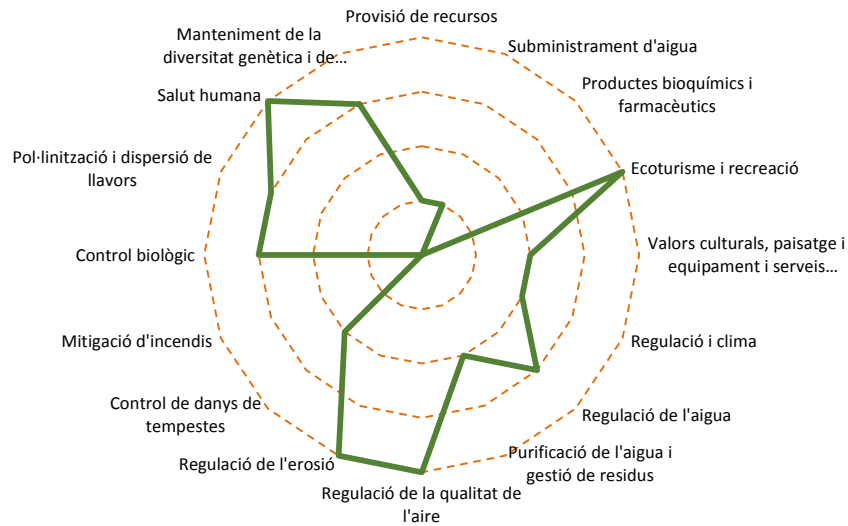 Provisió de recursos
Subministrament d'aigua
Productes bioquímics i
farmacèutics
Ecoturisme i recreació
Valors culturals, paisatge i
equipament i serveis…
Regulació i clima
Regulació de l'aigua
Purificació de l'aigua i
gestió de residus
Regulació de la qualitat de
l'aire
Regulació de l'erosió
Control de danys de
tempestes
Mitigació d'incendis
Control biològic
Pol·linització i dispersió de
llavors
Salut humana
Manteniment de la
diversitat genètica i de…